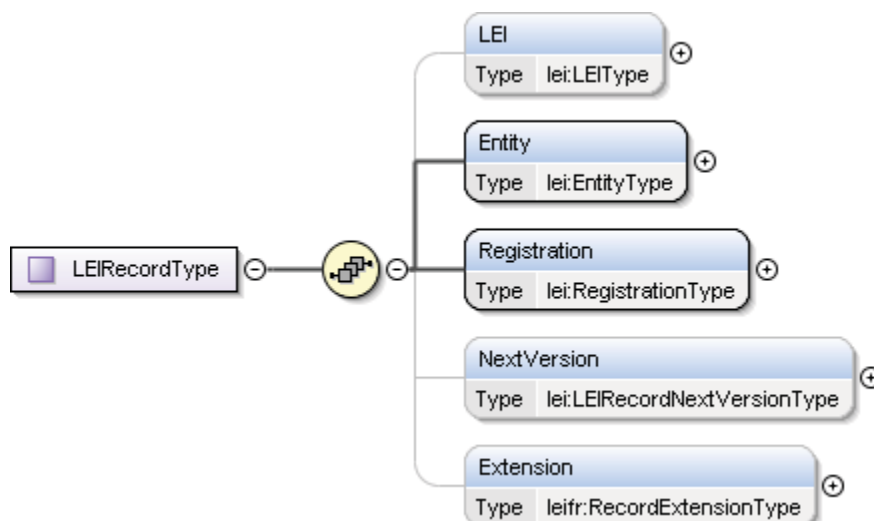 LEI
Type lei:LEIType
Entity
Type lei:EntityType
LEIRecordType
Registration
Type lei:RegistrationType
NextVersion
Type lei:LEIRecordNextVersionType
Extension
Type leifr:RecordExtensionType